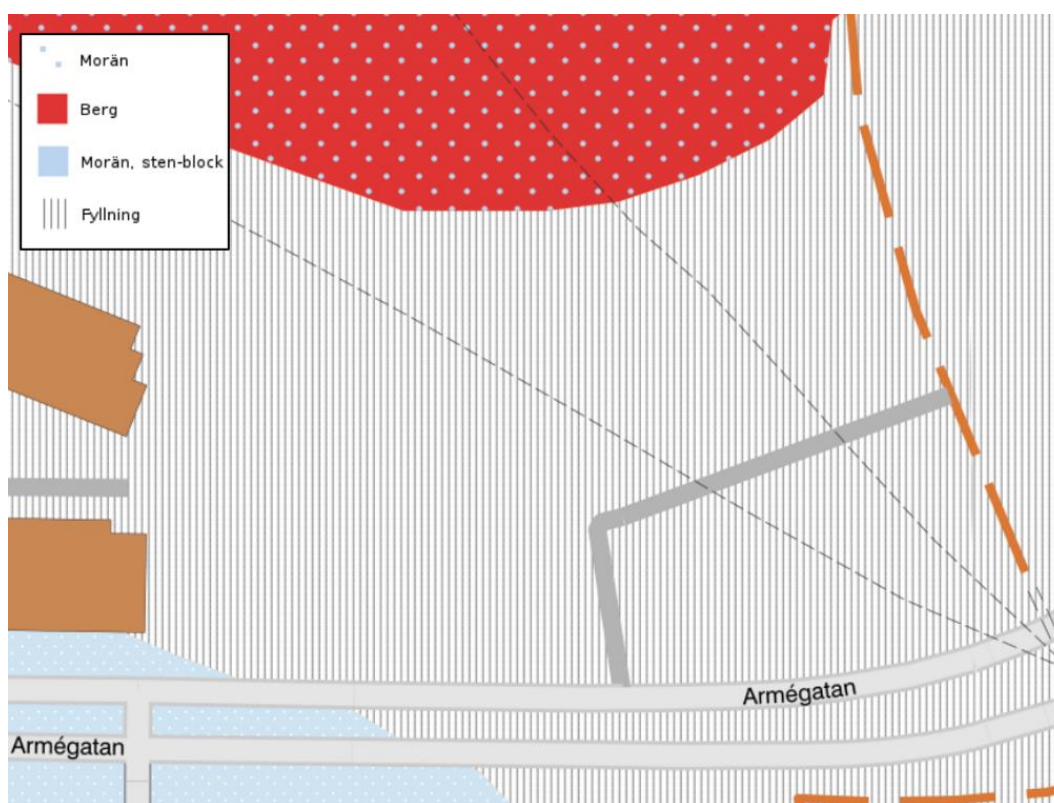 Morän
Berg
Morän, sten-block
Fyllning
Armégatan
Armégatan